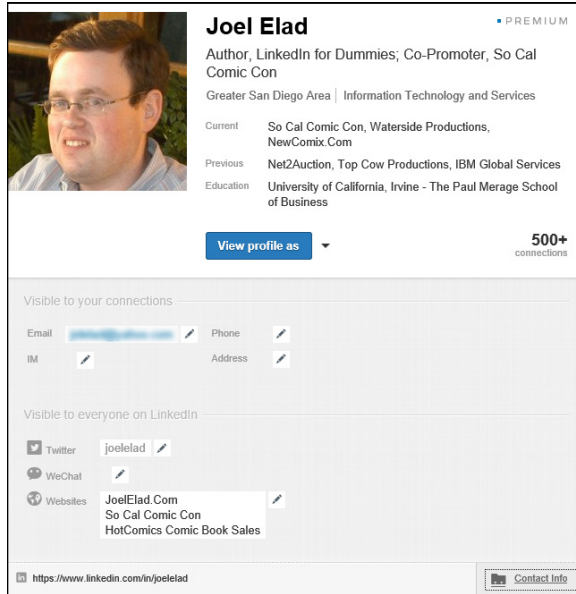 Joel Elad
PREMIUM
Author, LinkedIn for Dummies; Co-Promoter, So Cal
Comic Con
Greater San Diego Area | Information Technology and Services
Current So Cal Comic Con, Waterside Productions,
NewComix.Com
Previous Net2Auction, Top Cow Productions, IBM Global Services
Education University of California, Irvine - The Paul Merage School
of Business
View profile as
500+
connections
Visible to your connections
Email Phone
IM Address
Visible to everyone on LinkedIn
Twitter joelelad
WeChat
Websites JoelElad.Com
So Cal Comic Con
HotComics Comic Book Sales
in https://www.linkedin.com/in/joelelad
Contact Info